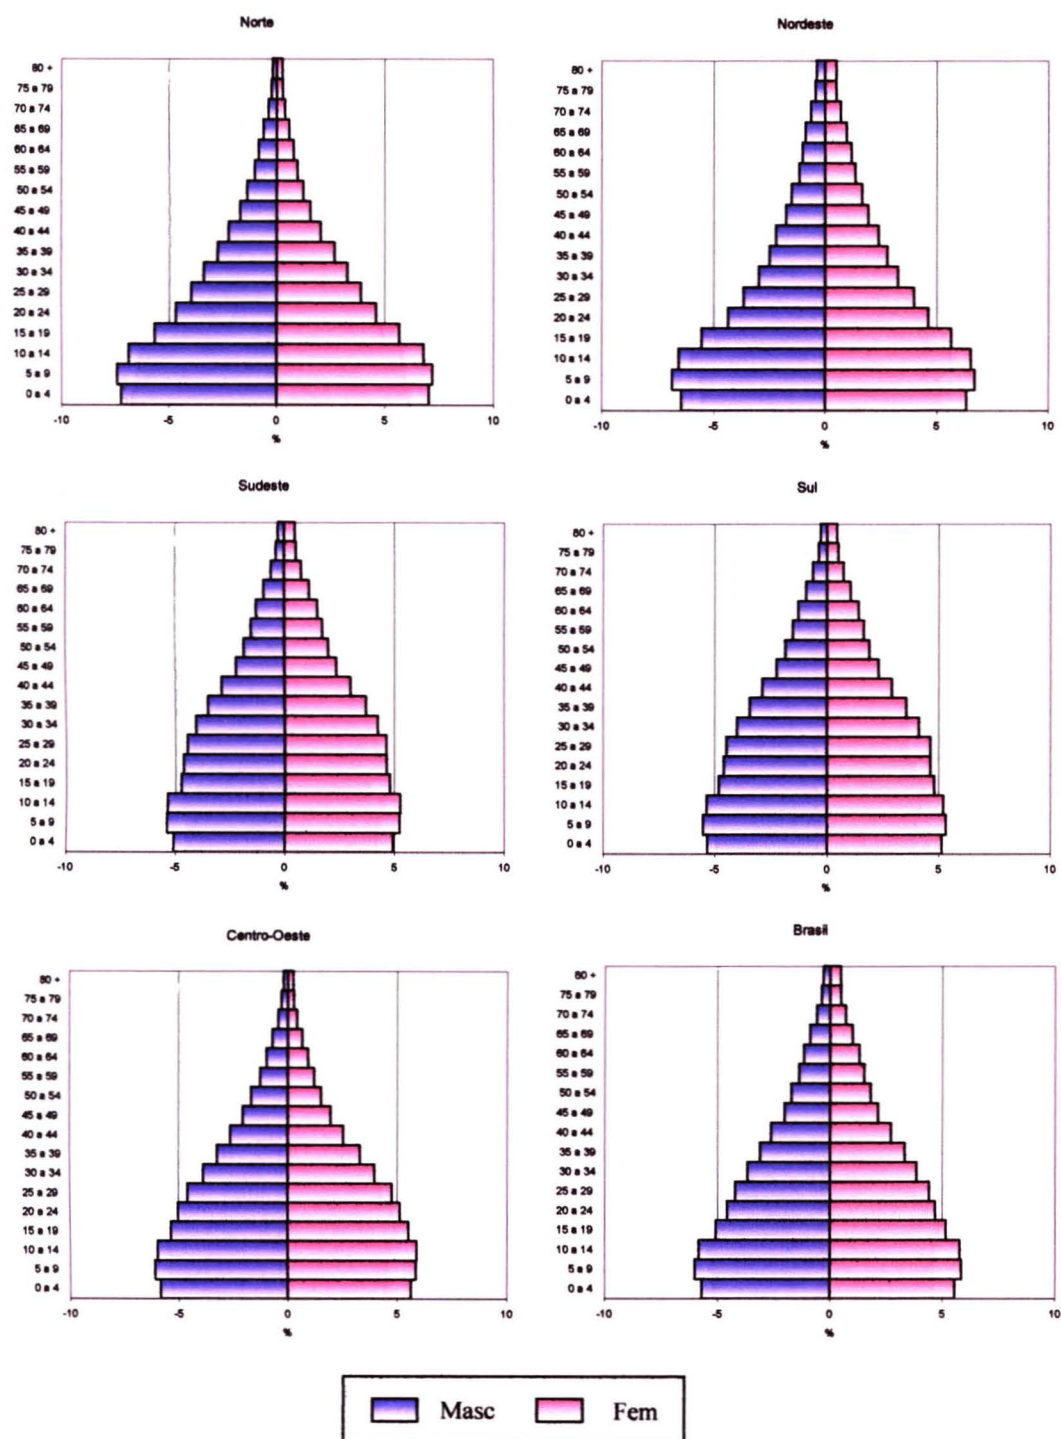 Norte
80 +
75 a 79
70 a 74
65 a 69
60 a 64
55 a 59
50 a 54
45 a 49
40 a 44
35 a 39
30 a 34
25 a 29
20 a 24
15 a 19
10 a 14
5 a 9
0 a 4
-10 -5 0 5 10
%
Nordeste
80 +
75 a 79
70 a 74
65 a 69
60 a 64
55 a 59
50 a 54
45 a 49
40 a 44
35 a 39
30 a 34
25 a 29
20 a 24
15 a 19
10 a 14
5 a 9
0 a 4
-10 -5 0 5 10
%
Sudeste
80 +
75 a 79
70 a 74
65 a 69
60 a 64
55 a 59
50 a 54
45 a 49
40 a 44
35 a 39
30 a 34
25 a 29
20 a 24
15 a 19
10 a 14
5 a 9
0 a 4
-10 -5 0 5 10
%
Sul
80 +
75 a 79
70 a 74
65 a 69
60 a 64
55 a 59
50 a 54
45 a 49
40 a 44
35 a 39
30 a 34
25 a 29
20 a 24
15 a 19
10 a 14
5 a 9
0 a 4
-10 -5 0 5 10
%
Centro-Oeste
80 +
75 a 79
70 a 74
65 a 69
60 a 64
55 a 59
50 a 54
45 a 49
40 a 44
35 a 39
30 a 34
25 a 29
20 a 24
15 a 19
10 a 14
5 a 9
0 a 4
-10 -5 0 5 10
%
Brasil
80 +
75 a 79
70 a 74
65 a 69
60 a 64
55 a 59
50 a 54
45 a 49
40 a 44
35 a 39
30 a 34
25 a 29
20 a 24
15 a 19
10 a 14
5 a 9
0 a 4
-10 -5 0 5 10
%
Masc Fem